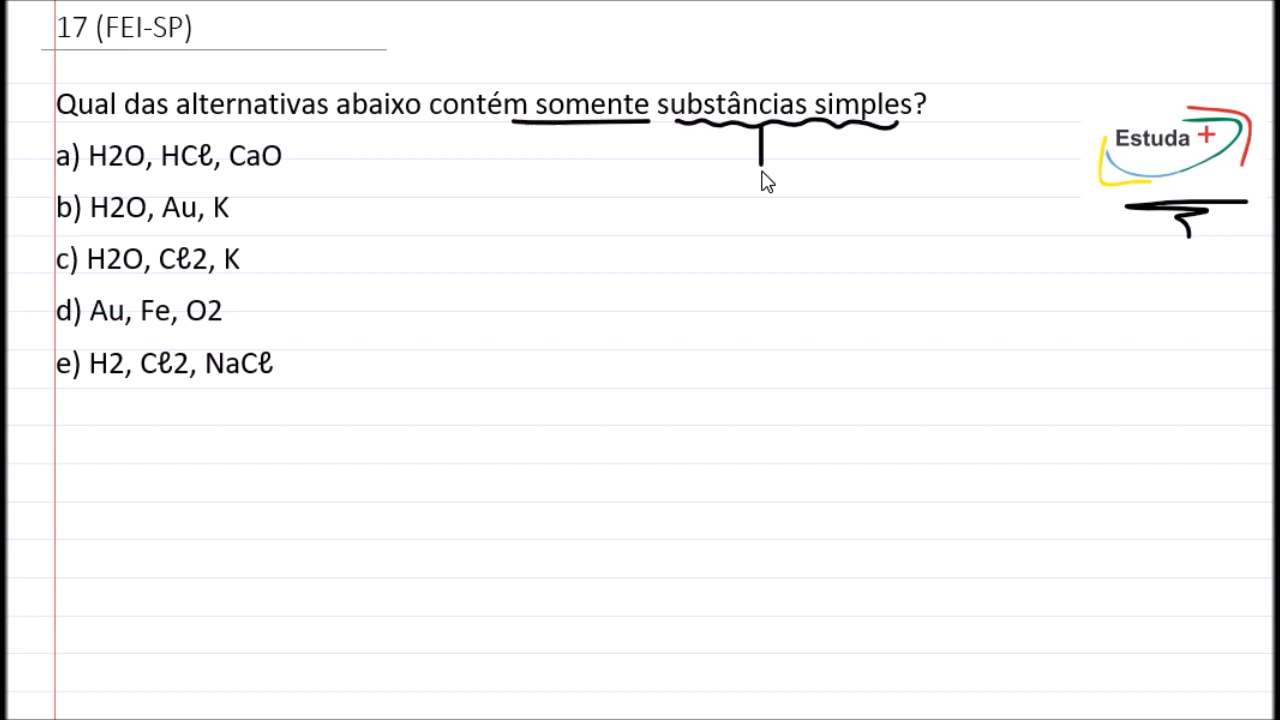 17 (FEI-SP)
Qual das alternativas abaixo contém somente substâncias simples?
Estuda +
a) H2O, HCℓ, CaO
b) H2O, Au, K
c) H2O, Cℓ2, K
d) Au, Fe, O2
e) H2, Cℓ2, NaCℓ